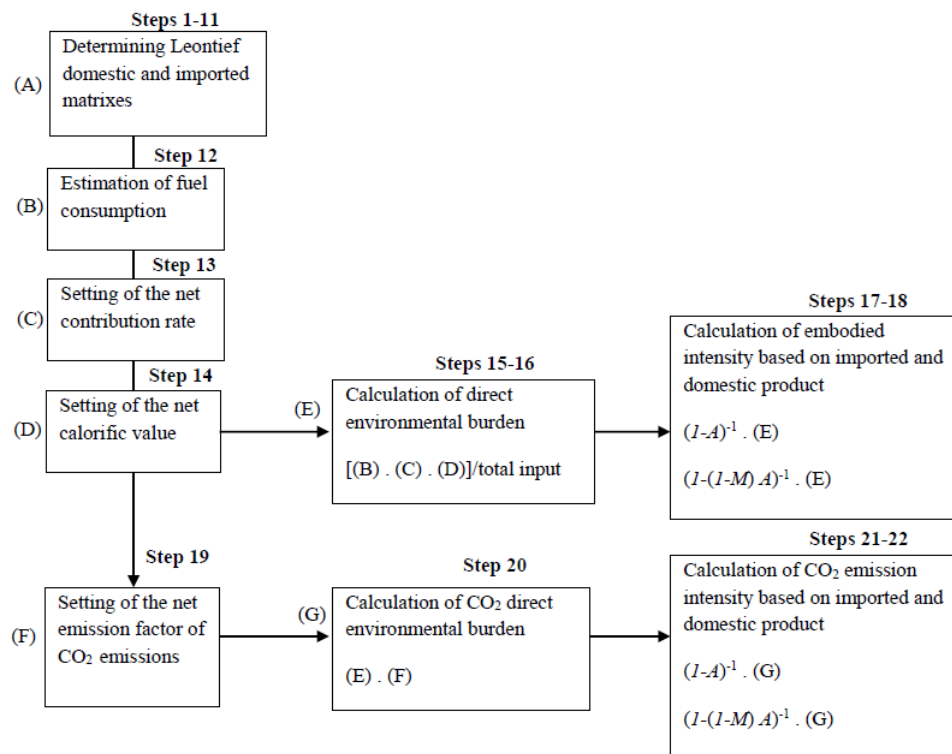 Steps 1-11
(A)
Determining Leontief
domestic and imported
matrixes
Step 12
(B)
Estimation of fuel
consumption
Step 13
(C)
Setting of the net
contribution rate
Step 14
(D)
Setting of the net
calorific value
(E)
Steps 15-16
Calculation of direct
environmental burden
[(B) . (C) . (D)]/total input
Steps 17-18
Calculation of embodied
intensity based on imported and
domestic product
(1-A)⁻¹ . (E)
(1-(1-M) A)⁻¹ . (E)
Step 19
(F)
Setting of the net
emission factor of
CO₂ emissions
(G)
Step 20
Calculation of CO₂ direct
environmental burden
(E) . (F)
Steps 21-22
Calculation of CO₂ emission
intensity based on imported and
domestic product
(1-A)⁻¹ . (G)
(1-(1-M) A)⁻¹ . (G)